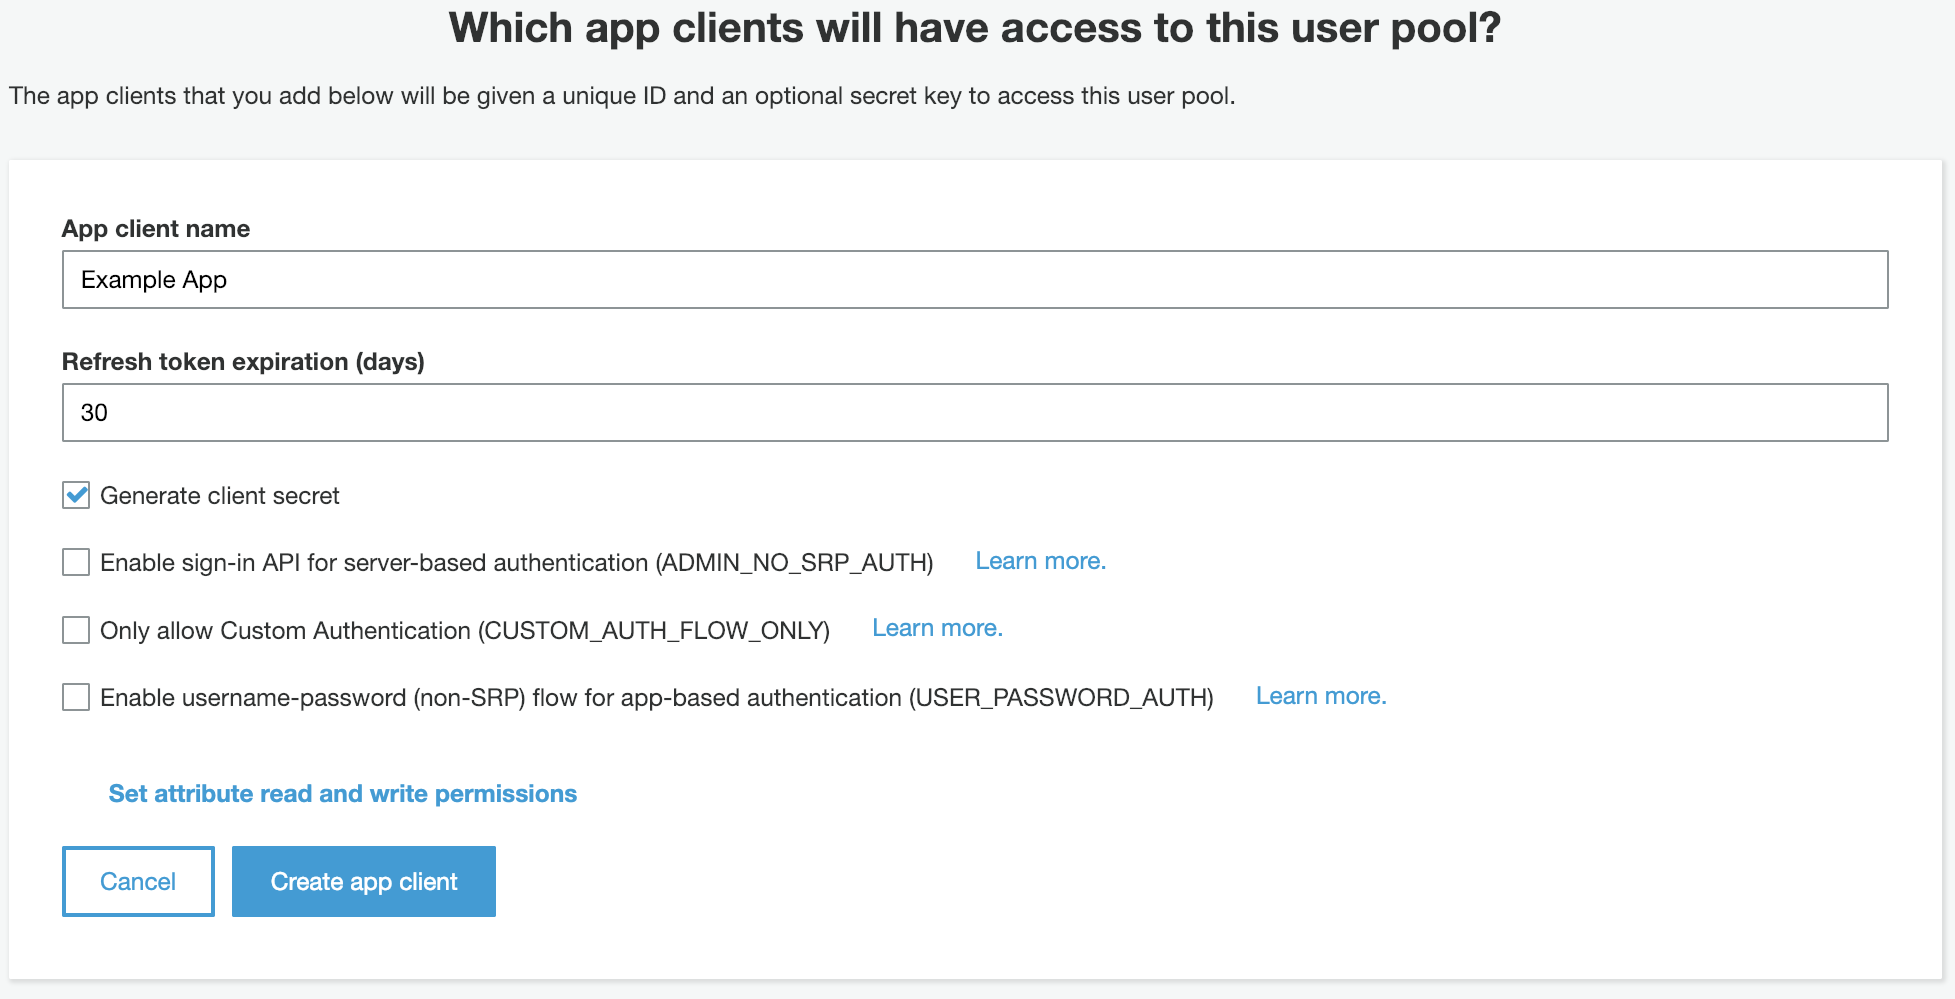 Which app clients will have access to this user pool?
The app clients that you add below will be given a unique ID and an optional secret key to access this user pool.
App client name
Example App
Refresh token expiration (days)
30
Generate client secret
Enable sign-in API for server-based authentication (ADMIN_NO_SRP_AUTH) Learn more.
Only allow Custom Authentication (CUSTOM_AUTH_FLOW_ONLY) Learn more.
Enable username-password (non-SRP) flow for app-based authentication (USER_PASSWORD_AUTH) Learn more.
Set attribute read and write permissions
Cancel Create app client